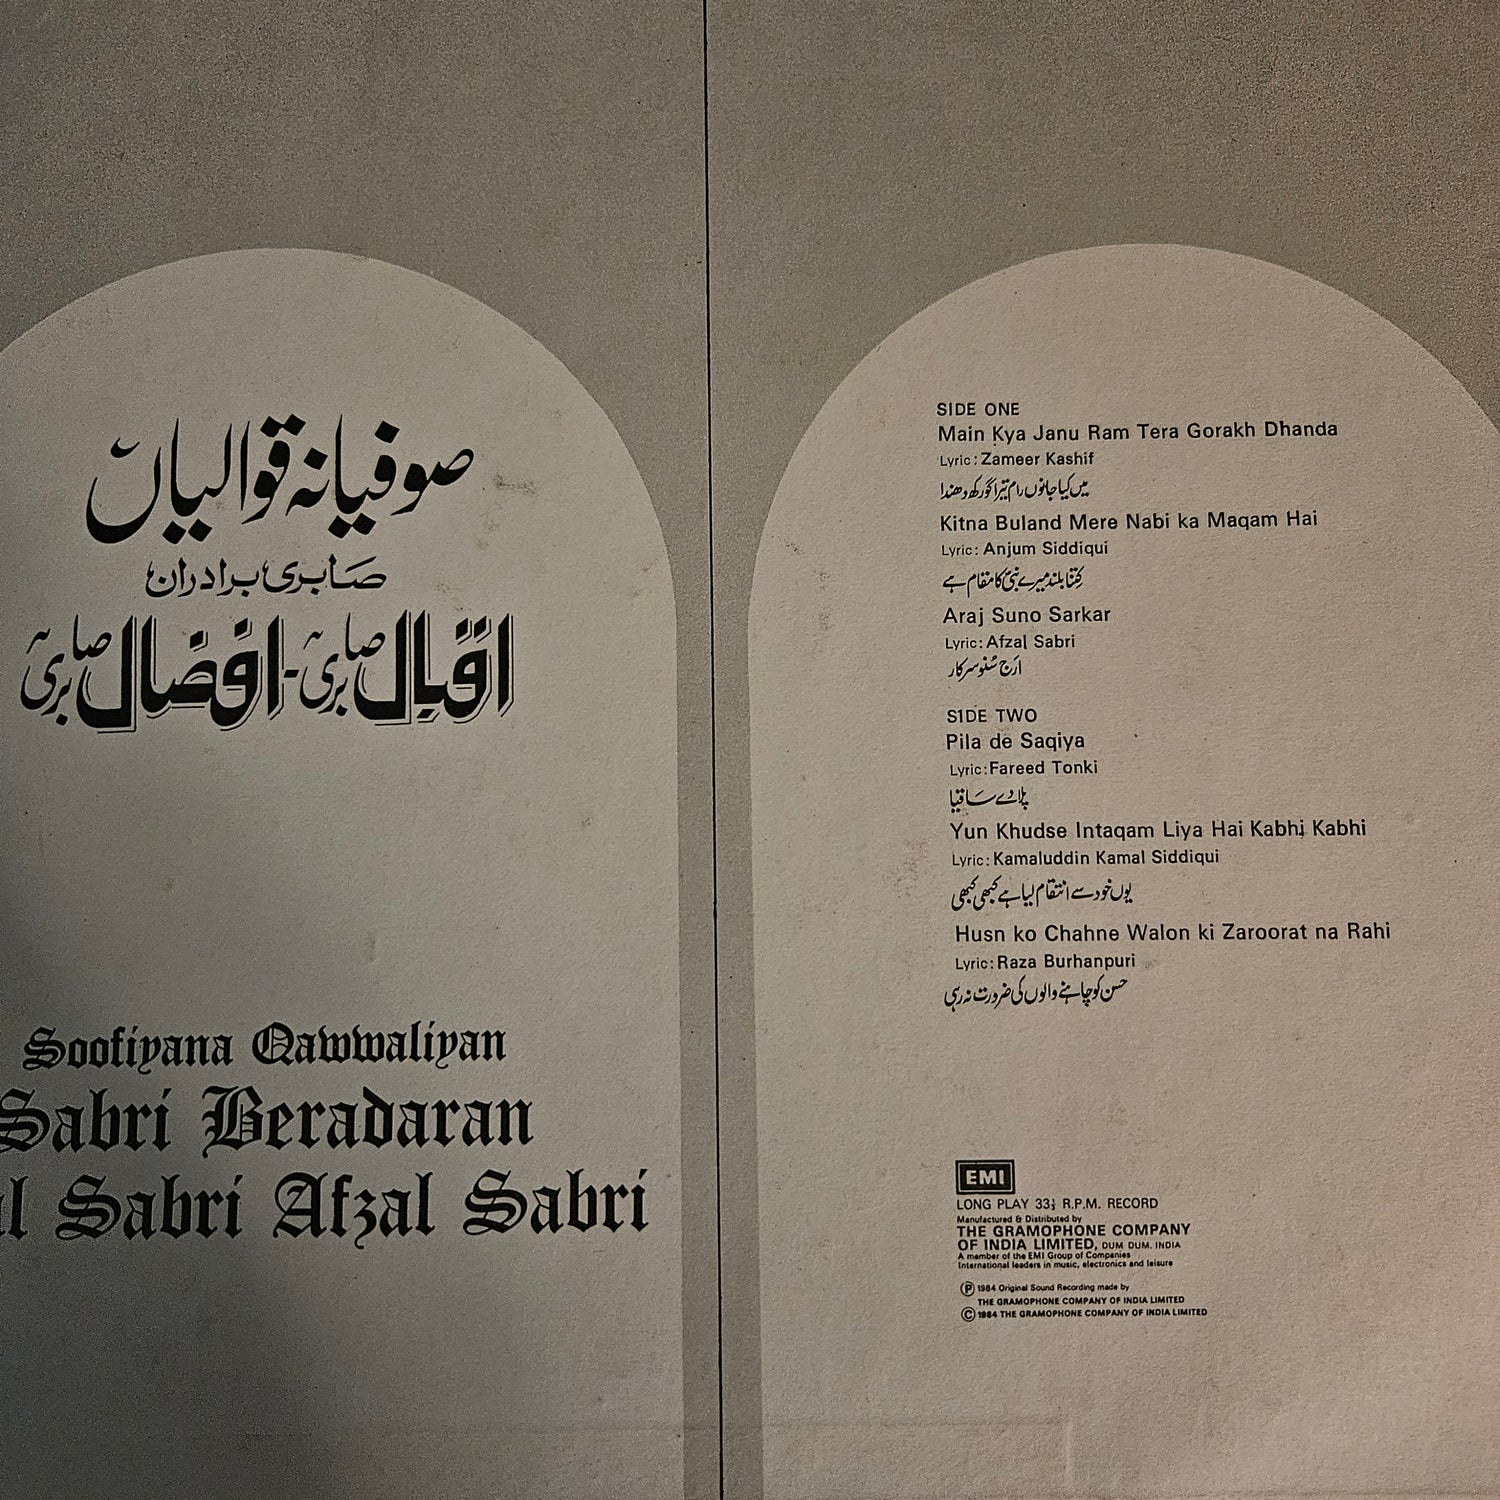 صوفیانہ قوالیاں
صابری برادران
اقبال صابری - افضال صابری
Soofiyana Qawwaliyan
Sabri Beradaran
Sabri Afzal Sabri
SIDE ONE
Main Kya Janu Ram Tera Gorakh Dhanda
Lyric: Zameer Kashif
میں کیا جانوں رام تیرا گورکھ دھندا
Kitna Buland Mere Nabi ka Maqam Hai
Lyric: Anjum Siddiqui
کتنا بلند میرے نبیؐ کا مقام ہے
Araj Suno Sarkar
Lyric: Afzal Sabri
ارج سُنو سرکار
SIDE TWO
Pila de Saqiya
Lyric: Fareed Tonki
پلا دے ساقیا
Yun Khudse Intaqam Liya Hai Kabhi Kabhi
Lyric: Kamaluddin Kamal Siddiqui
یوں خود سے انتقام لیا ہے کبھی کبھی
Husn ko Chahne Walon ki Zaroorat na Rahi
Lyric: Raza Burhanpuri
حسن کو چاہنے والوں کی ضرورت نہ رہی
EMI
LONG PLAY 33⅓ R.P.M. RECORD
Manufactured & Distributed by
THE GRAMOPHONE COMPANY
OF INDIA LIMITED, DUM DUM. INDIA
A member of the EMI Group of Companies
International leaders in music, electronics and leisure
Ⓟ 1984 Original Sound Recording made by
THE GRAMOPHONE COMPANY OF INDIA LIMITED
© 1984 THE GRAMOPHONE COMPANY OF INDIA LIMITED